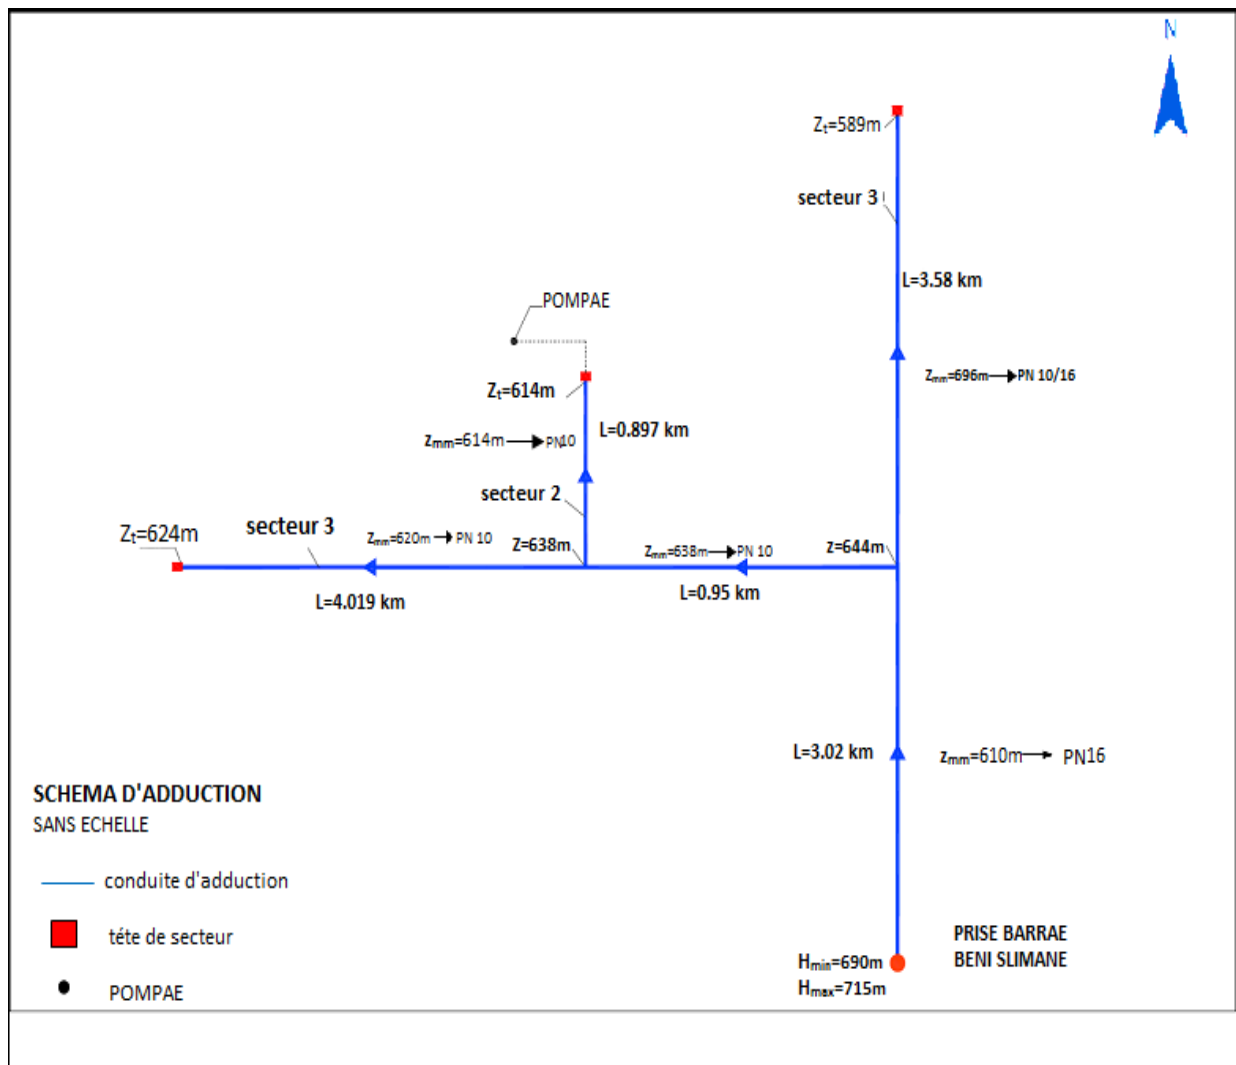 N
Zt=589m
secteur 3
L=3.58 km
POMPAE
Zmm=696m PN 10/16
Zt=614m
L=0.897 km
zmm=614m PN10
secteur 2
Zt=624m
secteur 3
Zmm=620m PN 10
Z=638m
Zmm=638m PN 10
z=644m
L=4.019 km
L=0.95 km
L=3.02 km
zmm=610m PN16
SCHEMA D'ADDUCTION
SANS ECHELLE
conduite d'adduction
téte de secteur
POMPAE
PRISE BARRAE
BENI SLIMANE
Hmin=690m
Hmax=715m